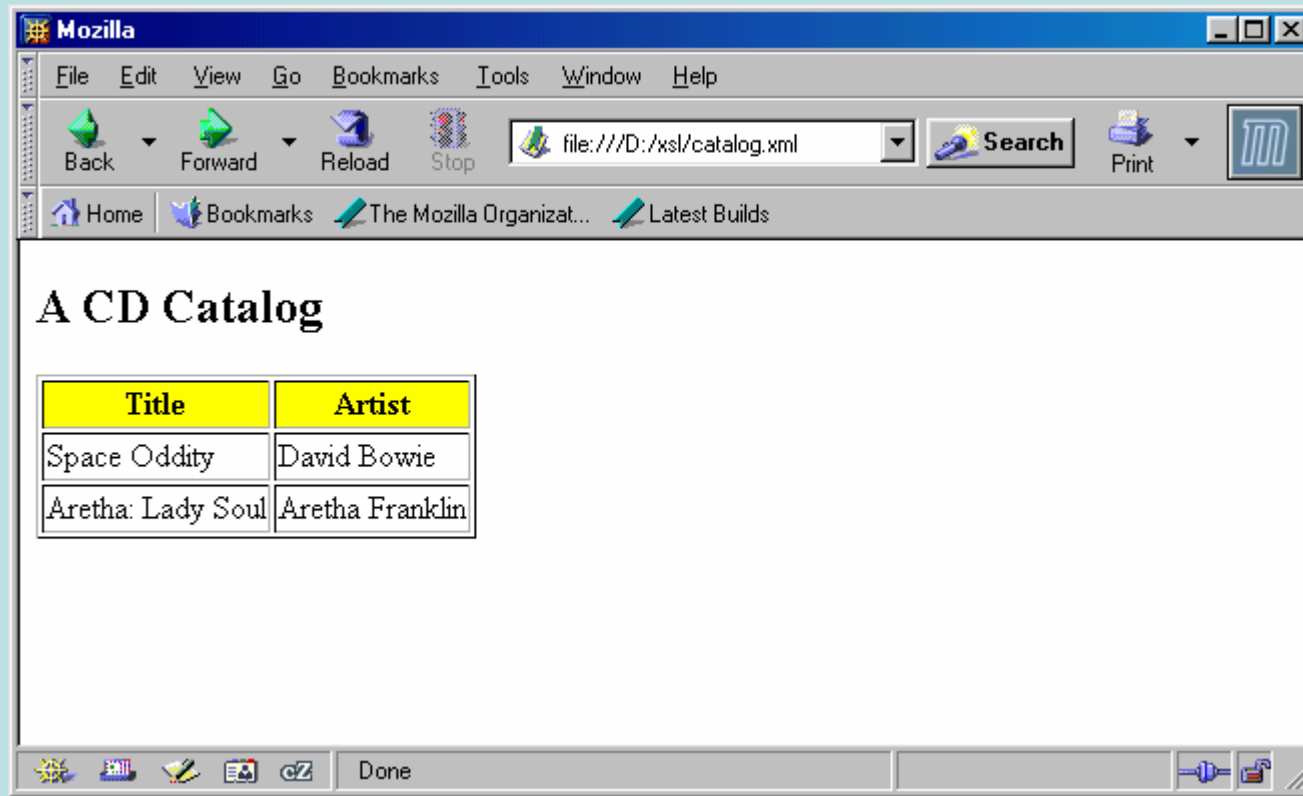 Mozilla
File Edit View Go Bookmarks Tools Window Help
Back Forward Reload Stop file:///D:/xsl/catalog.xml Search Print
Home Bookmarks The Mozilla Organizat... Latest Builds
A CD Catalog
Title Artist
Space Oddity David Bowie
Aretha: Lady Soul Aretha Franklin
Done